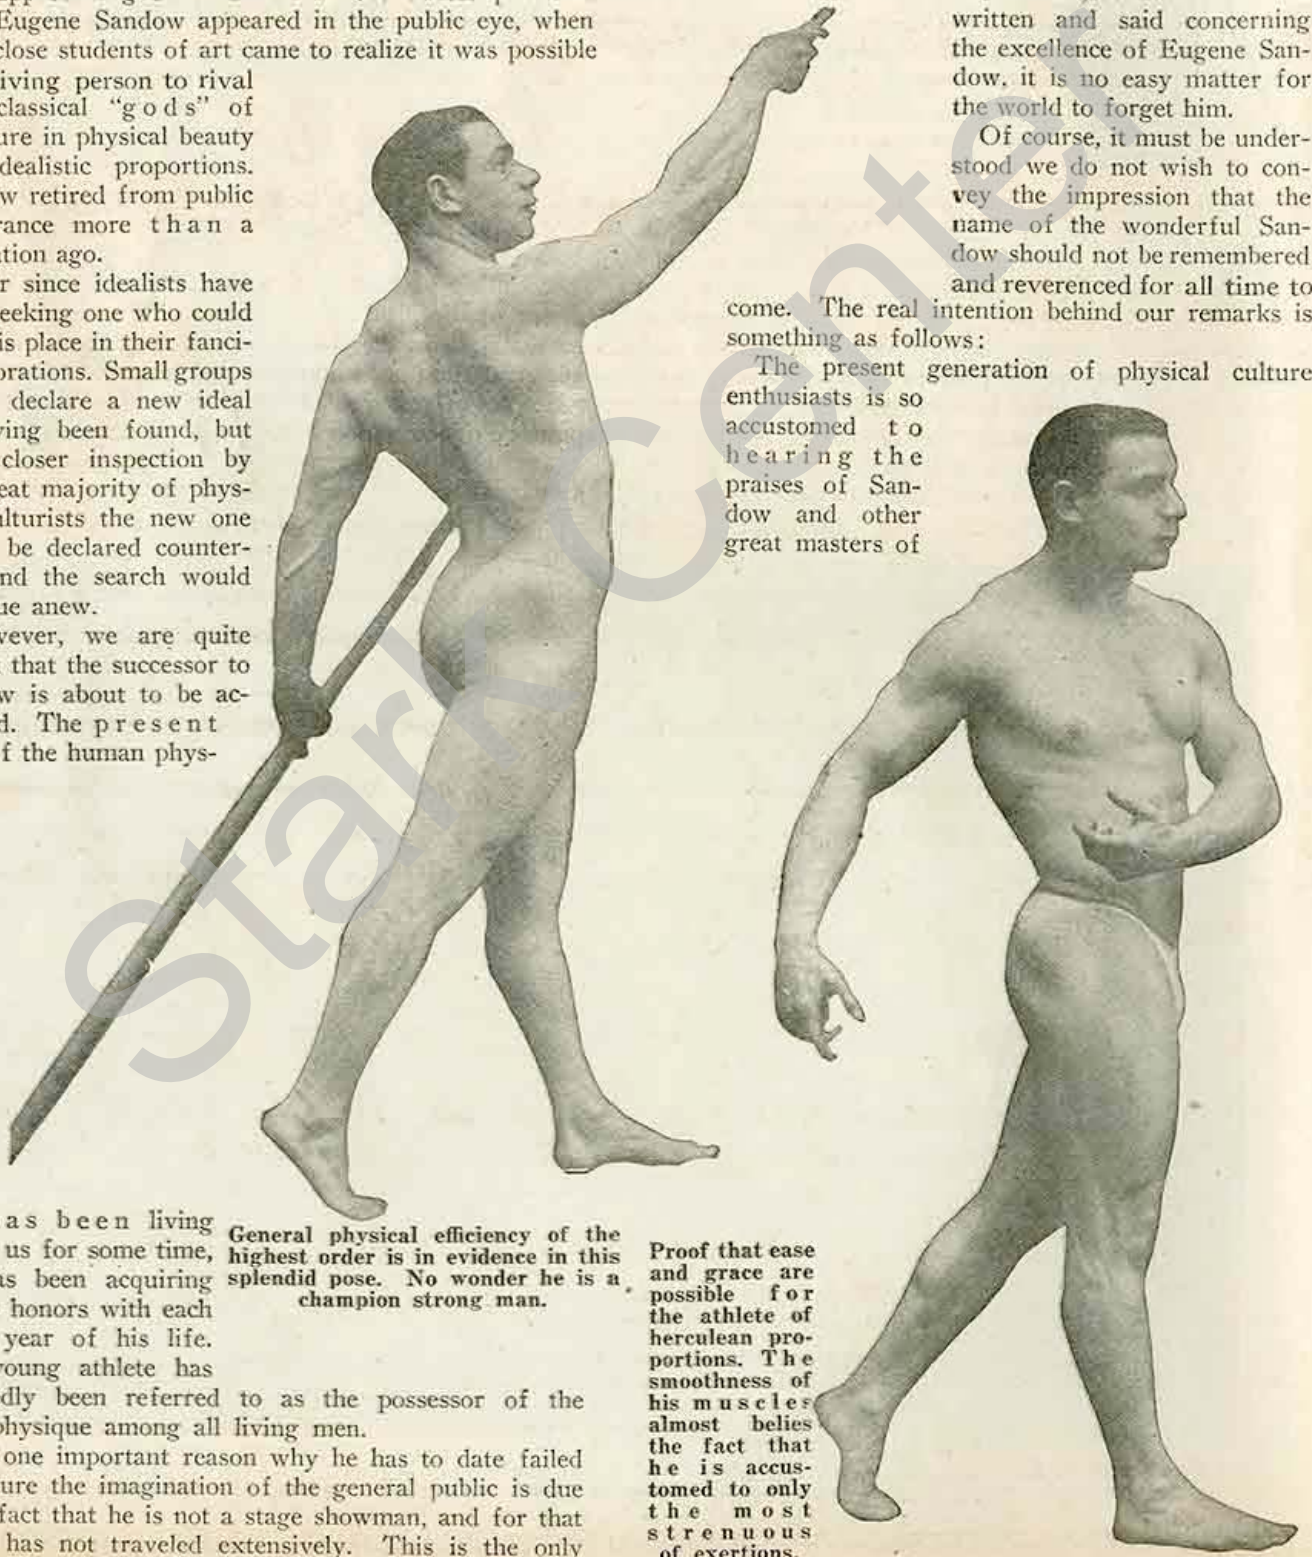 Eugene Sandow appeared in the public eye, when
close students of art came to realize it was possible
iving person to rival
classical "gods" of
ure in physical beauty
dealistic proportions.
w retired from public
rance more than a
tion ago.
r since idealists have
eeking one who could
is place in their fanci-
orations. Small groups
declare a new ideal
ving been found, but
closer inspection by
eat majority of phys-
ulturists the new one
be declared counter-
nd the search would
ue anew.
vever, we are quite
that the successor to
w is about to be ac-
d. The present
f the human phys-
as been living
us for some time,
as been acquiring
honors with each
year of his life.
young athlete has
dly been referred to as the possessor of the
physique among all living men.
one important reason why he has to date failed
ure the imagination of the general public is due
fact that he is not a stage showman, and for that
has not traveled extensively. This is the only
General physical efficiency of the
highest order is in evidence in this
splendid pose. No wonder he is a
champion strong man.
written and said concerning
the excellence of Eugene San-
dow, it is no easy matter for
the world to forget him.
Of course, it must be under-
stood we do not wish to con-
vey the impression that the
name of the wonderful San-
dow should not be remembered
and reverenced for all time to
come. The real intention behind our remarks is
something as follows:
The present generation of physical culture
enthusiasts is so
accustomed to
hearing the
praises of San-
dow and other
great masters of
Proof that ease
and grace are
possible for
the athlete of
herculean pro-
portions. The
smoothness of
his muscles
almost belies
the fact that
he is accus-
tomed to only
the most
strenuous
of exertions.
Stark Center